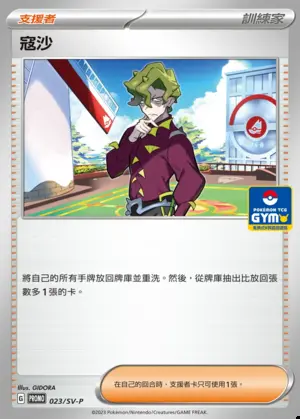 支援者
訓練家
寇沙
POKÉMON TCG
GYM
將自己的所有手牌放回牌庫並重洗。然後，從牌庫抽出比放回張
數多1張的卡。
Illus. GIDORA
G PROMO 023/SV-P
在自己的回合時，支援者卡只可使用1張。
©2023 Pokémon/Nintendo/Creatures/GAME FREAK.